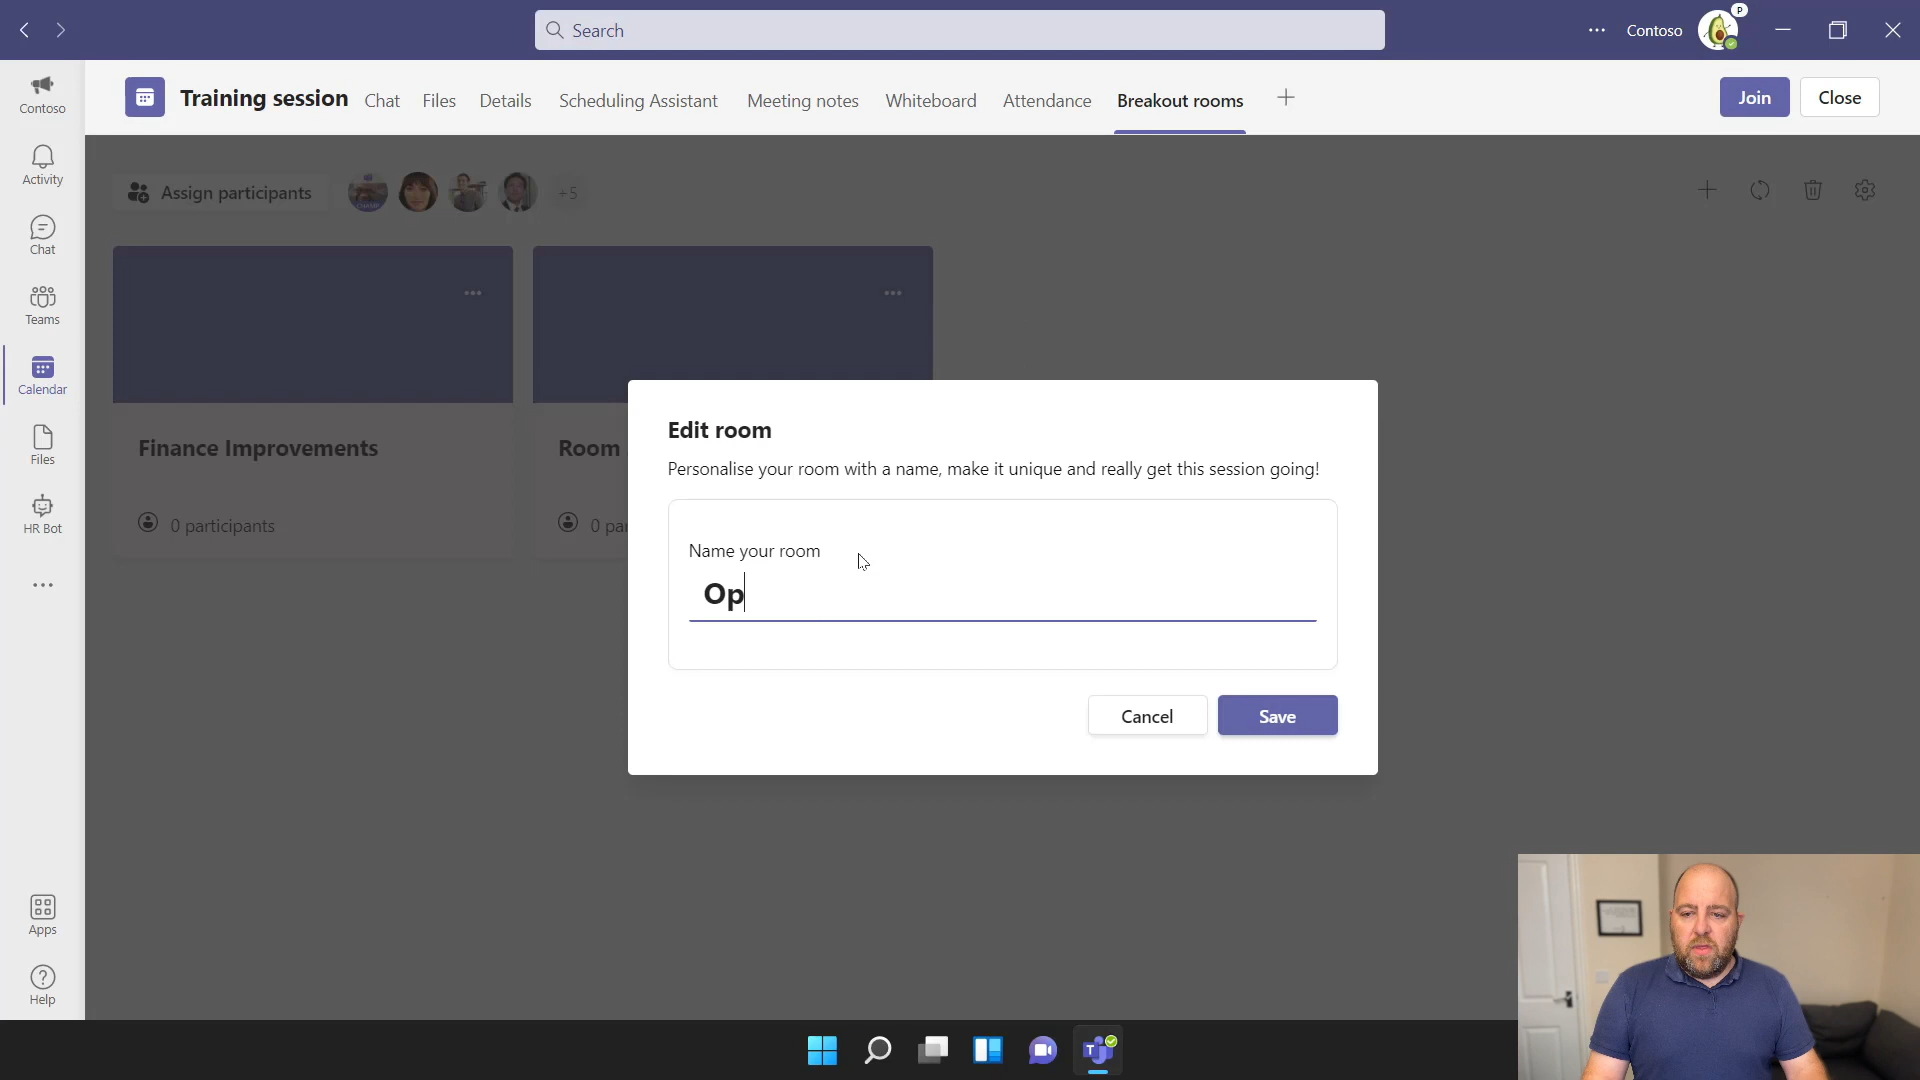 Search
Contoso
P
Contoso
Training session
Chat
Files
Details
Scheduling Assistant
Meeting notes
Whiteboard
Attendance
Breakout rooms
Join
Close
Activity
Chat
Teams
Calendar
Files
HR Bot
Apps
Help
Assign participants
+5
Finance Improvements
0 participants
Room
0 pa
Edit room
Personalise your room with a name, make it unique and really get this session going!
Name your room
Op
Cancel
Save
T